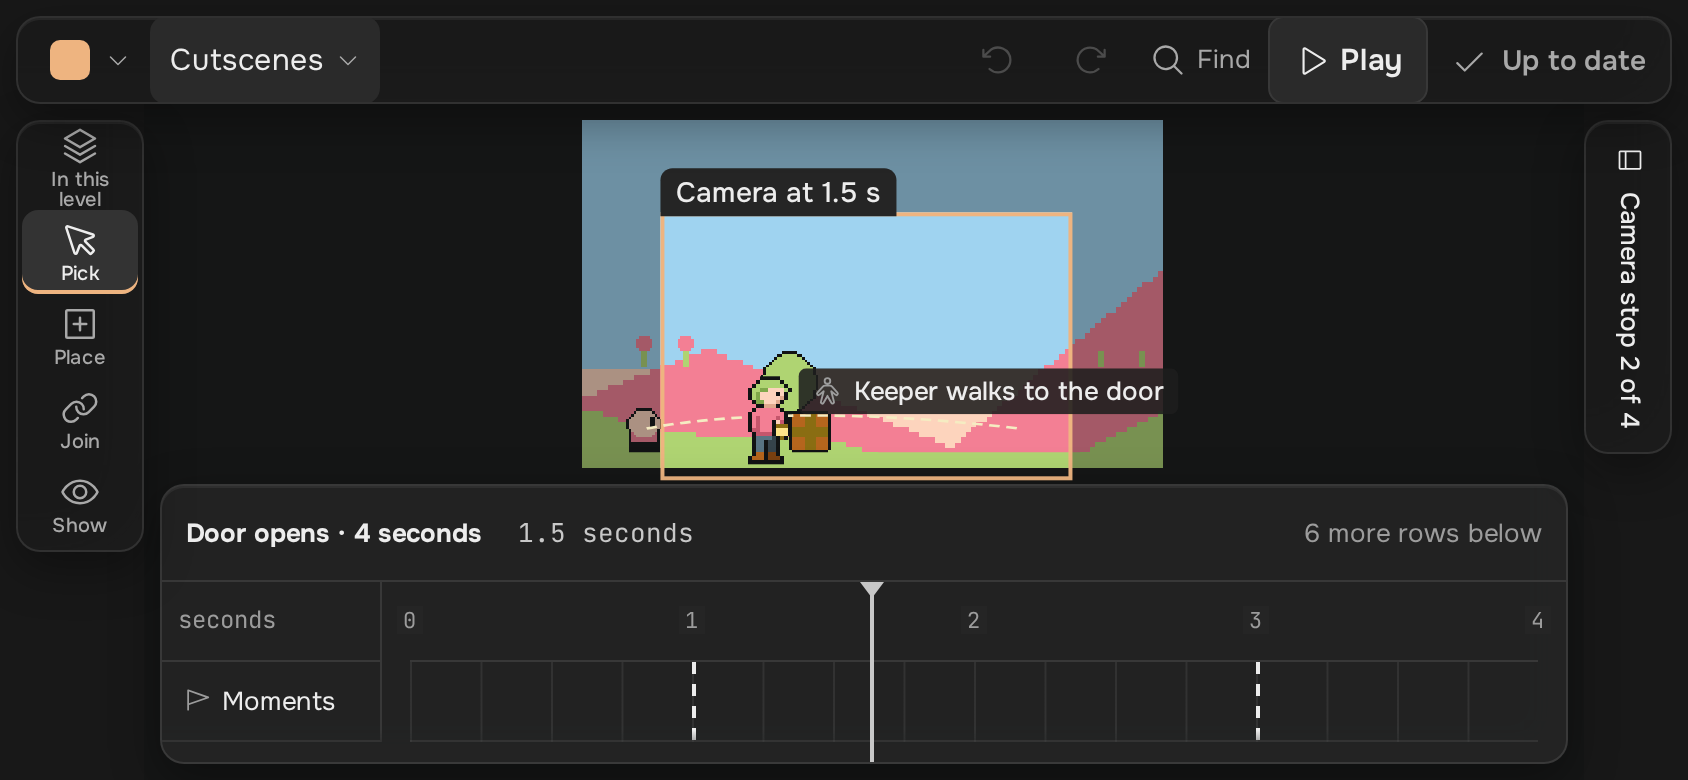 Cutscenes
Find
Play
Up to date
In this
level
Pick
Place
Join
Show
Camera at 1.5 s
Keeper walks to the door
Camera stop 2 of 4
Door opens · 4 seconds
1.5 seconds
6 more rows below
seconds
0 1 2 3 4
Moments